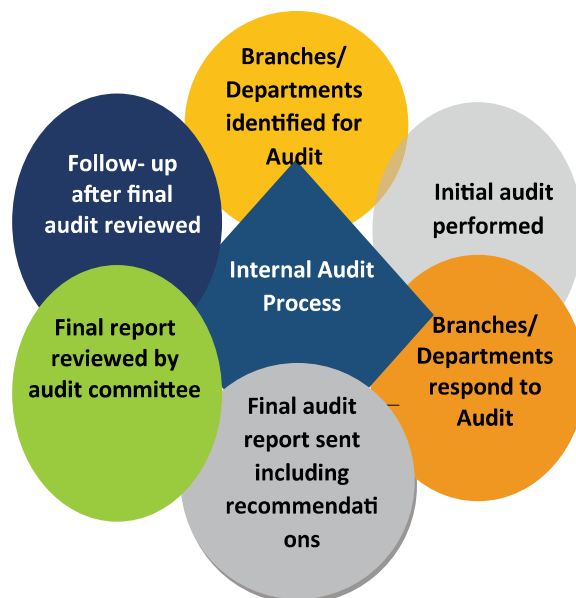 Branches/
Departments
identified for
Audit
Initial audit
performed
Branches/
Departments
respond to
Audit
Final audit
report sent
including
recommendati
ons
Final report
reviewed by
audit committee
Follow- up
after final
audit reviewed
Internal Audit
Process